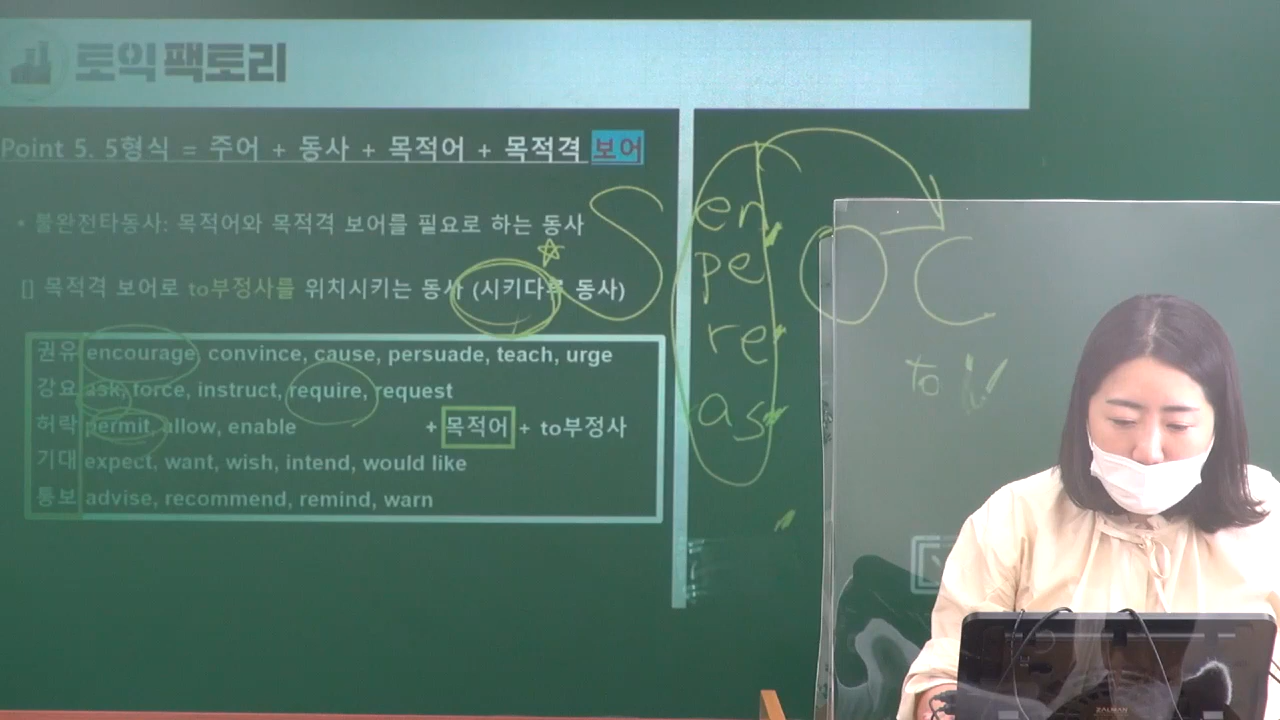 토익팩토리
Point 5. 5형식 = 주어 + 동사 + 목적어 + 목적격 보어
• 불완전타동사: 목적어와 목적격 보어를 필요로 하는 동사
[] 목적격 보어로 to부정사를 위치시키는 동사 (시키다류 동사)
권유 encourage, convince, cause, persuade, teach, urge
강요 ask, force, instruct, require, request
허락 permit, allow, enable
+ 목적어 + to부정사
기대 expect, want, wish, intend, would like
통보 advise, recommend, remind, warn
S
en
pe
re
as
O
C
to V
ZALMAN